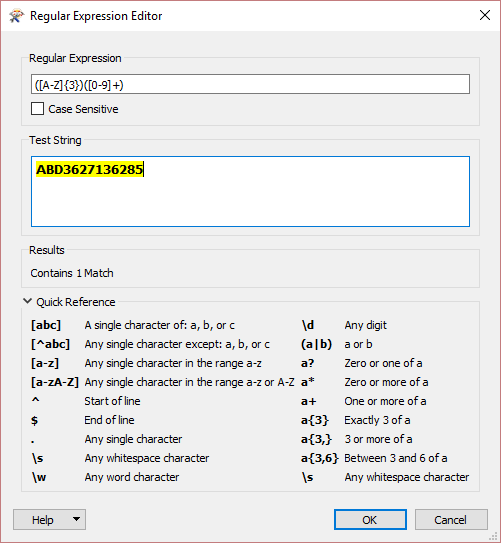 Regular Expression Editor
Regular Expression
([A-Z]{3})([0-9]+)
Case Sensitive
Test String
ABD3627136285
Results
Contains 1 Match
Quick Reference
[abc] A single character of: a, b, or c \d Any digit
[^abc] Any single character except: a, b, or c (a|b) a or b
[a-z] Any single character in the range a-z a? Zero or one of a
[a-zA-Z] Any single character in the range a-z or A-Z a* Zero or more of a
^ Start of line a+ One or more of a
$ End of line a{3} Exactly 3 of a
. Any single character a{3,} 3 or more of a
\s Any whitespace character a{3,6} Between 3 and 6 of a
\w Any word character \s Any whitespace character
Help OK Cancel